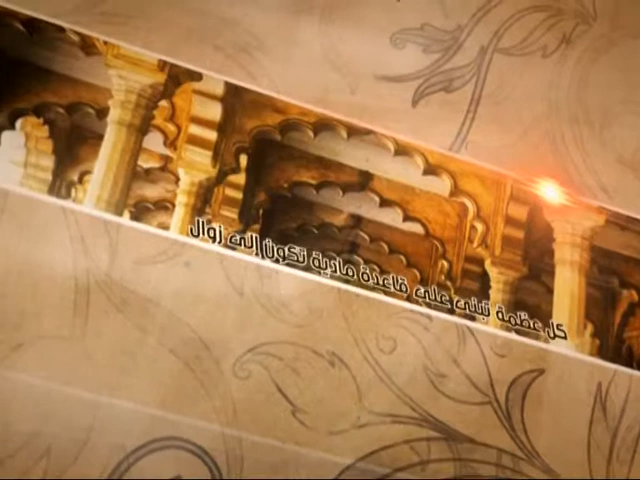 كل عظمة تبنى على قاعدة مادية تكون إلى زوال